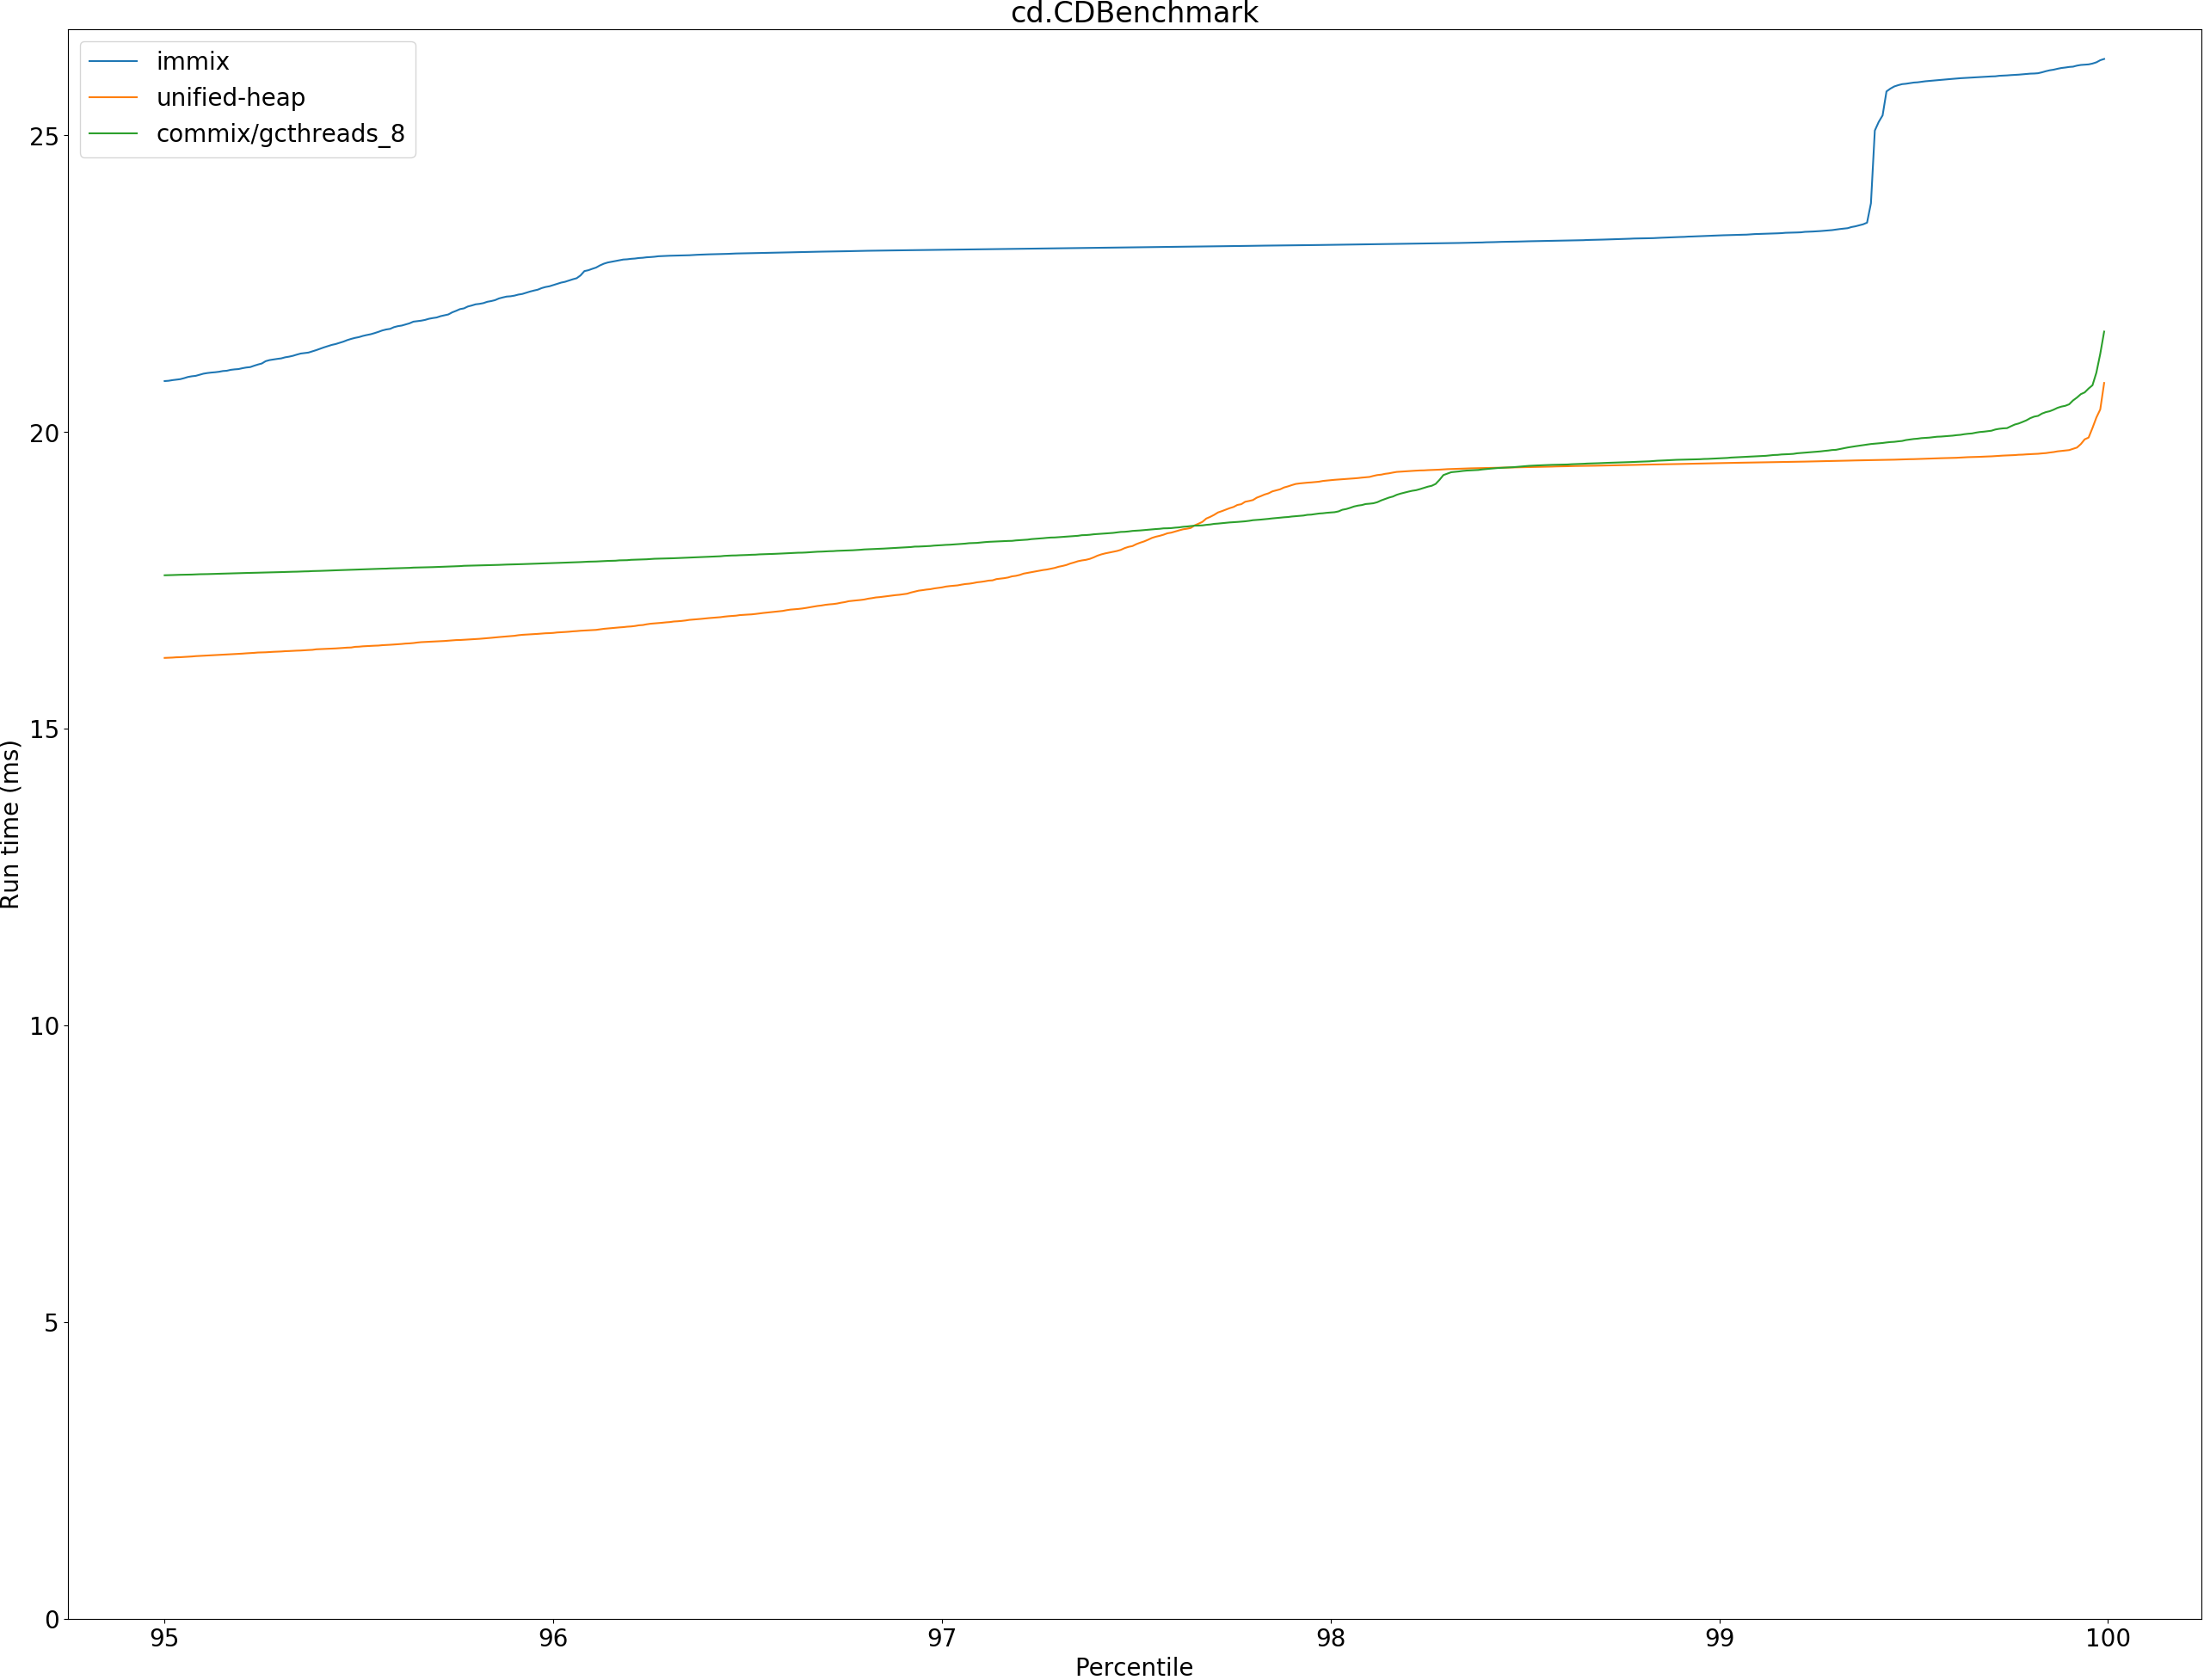 cd.CDBenchmark
immix
unified-heap
commix/gcthreads_8
25
20
15
10
5
0
Run time (ms)
95 96 97 98 99 100
Percentile